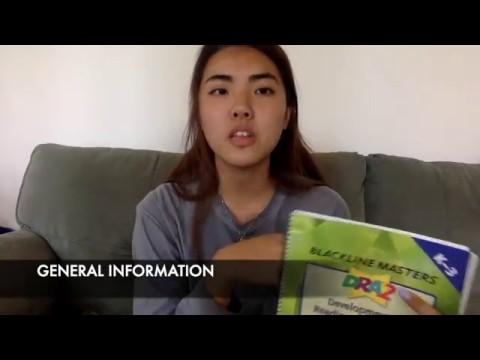 GENERAL INFORMATION
BLACKLINE MASTERS
K-3
DRA2